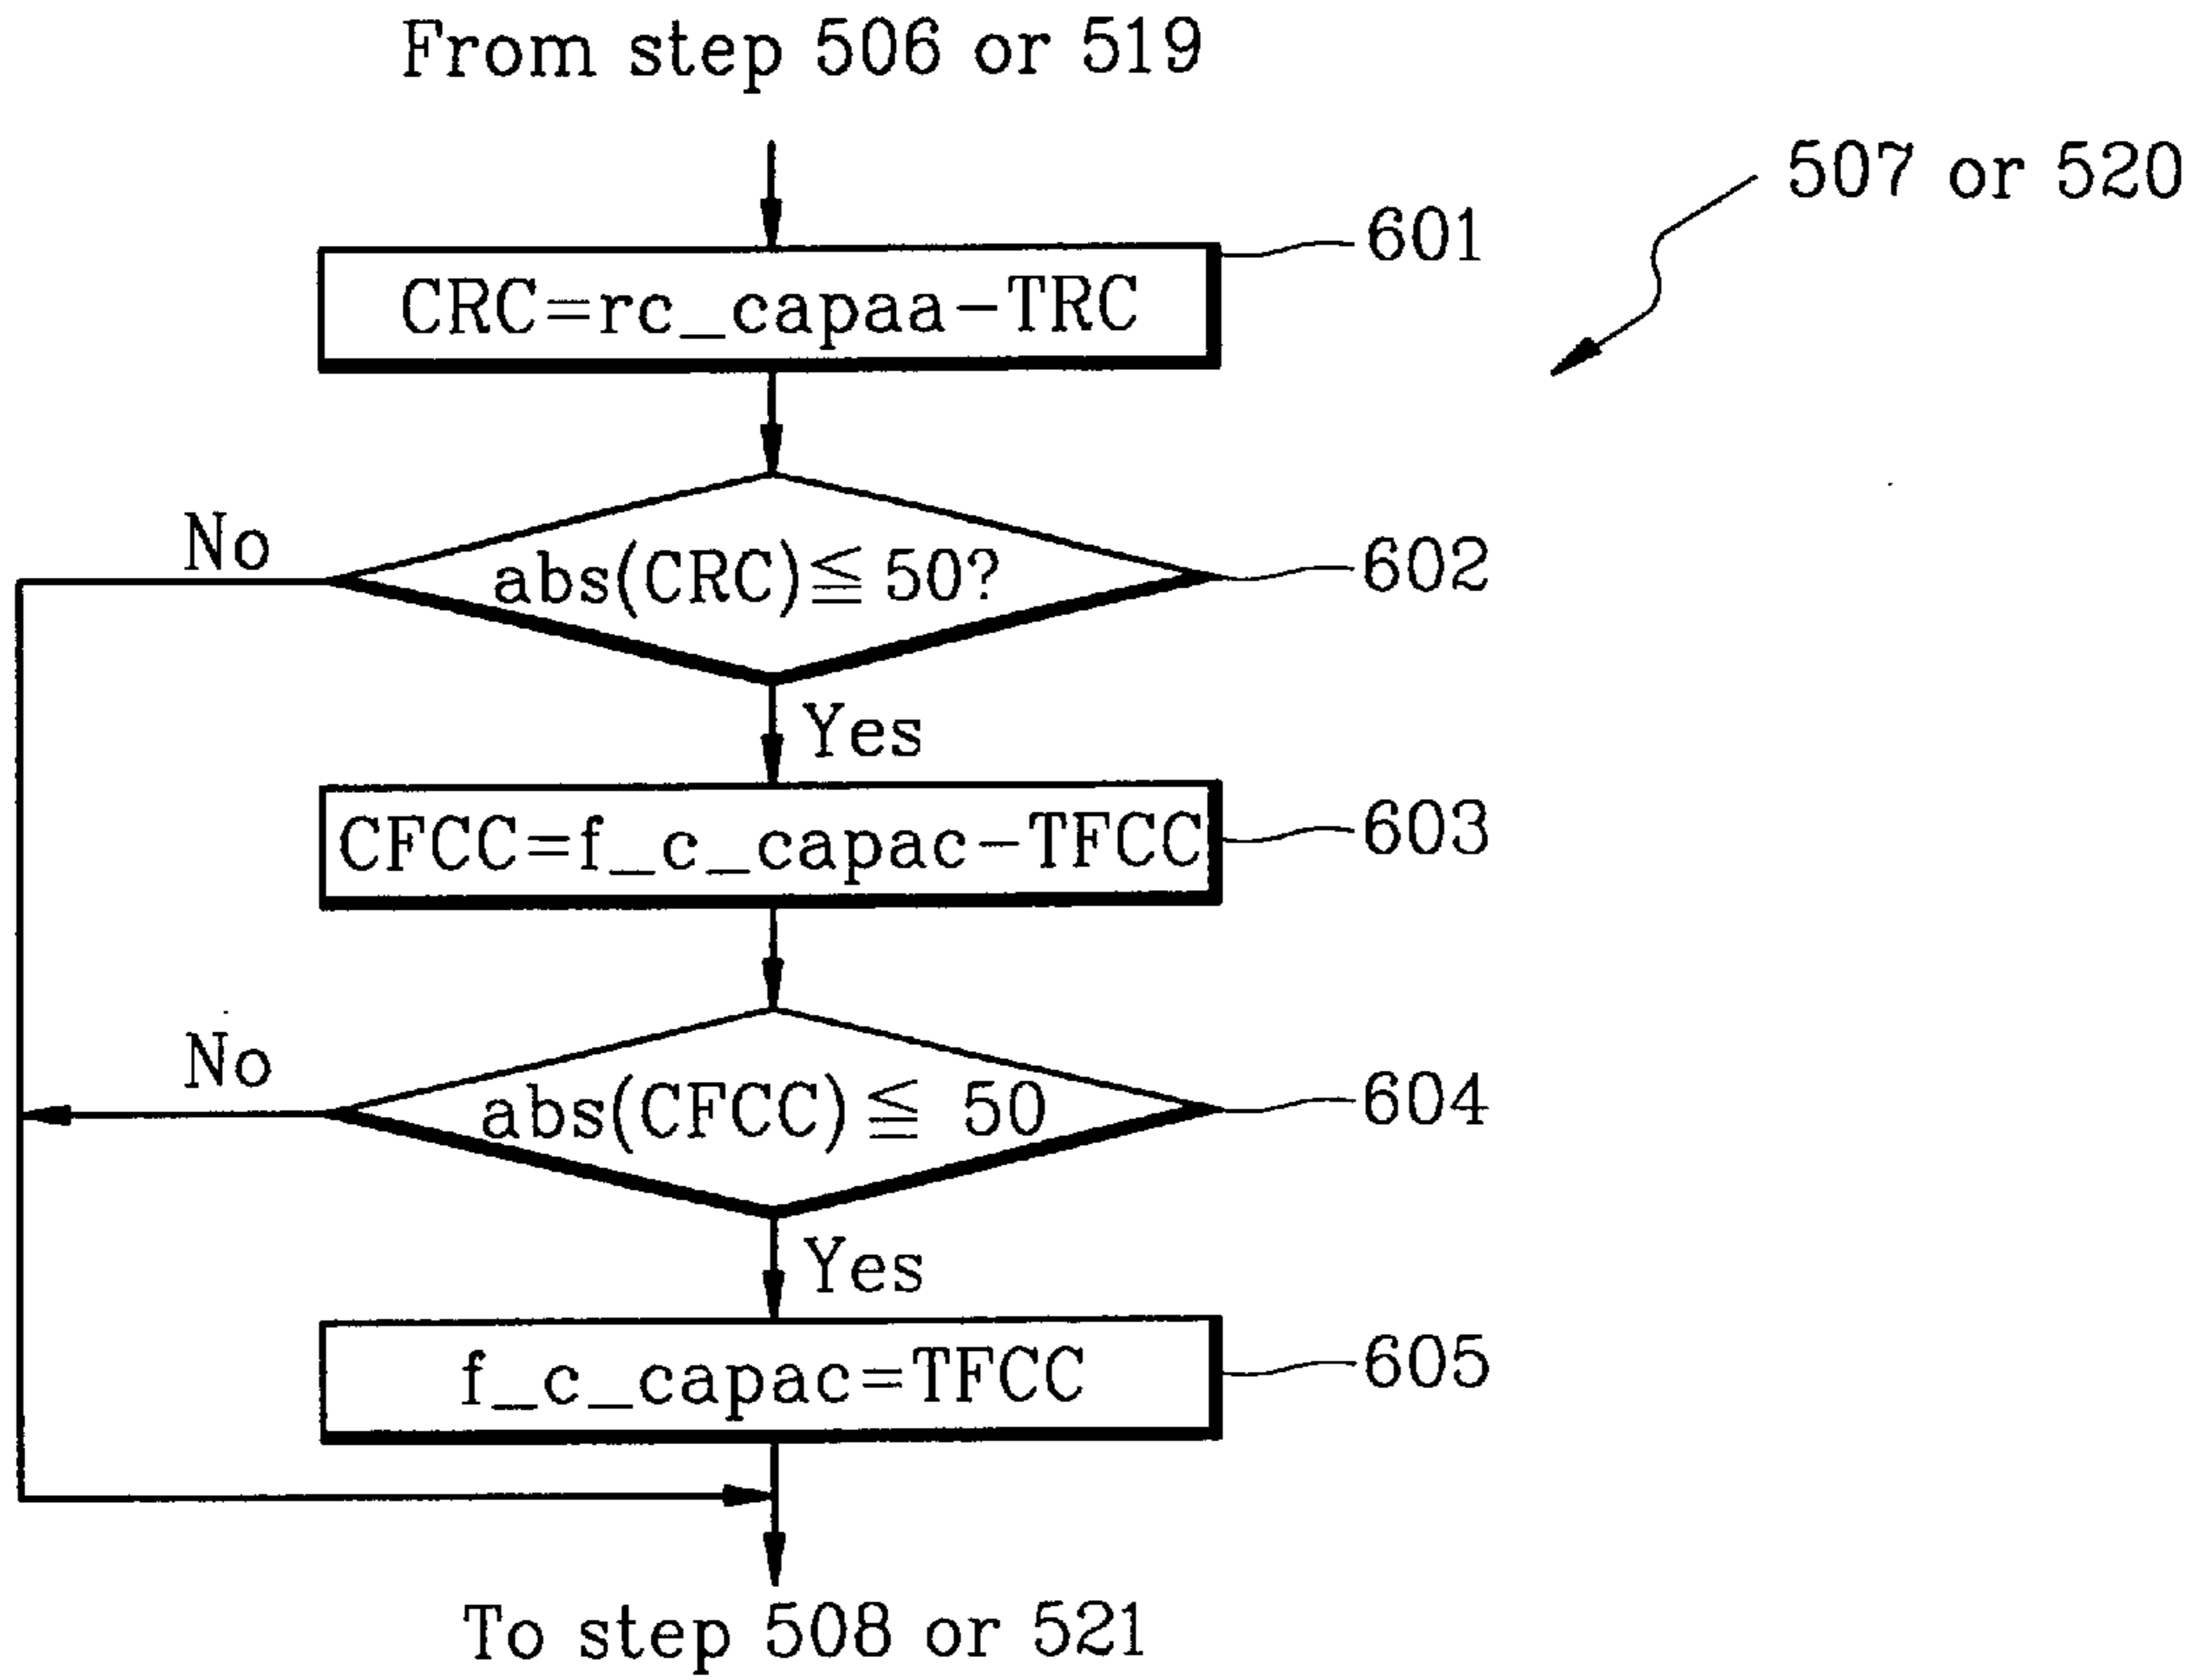 From step 506 or 519
507 or 520
601
CRC=rc_capaa-TRC
No
abs(CRC)≦50?
602
Yes
CFCC=f_c_capac-TFCC
603
No
abs(CFCC)≦ 50
604
Yes
f_c_capac=TFCC
605
To step 508 or 521